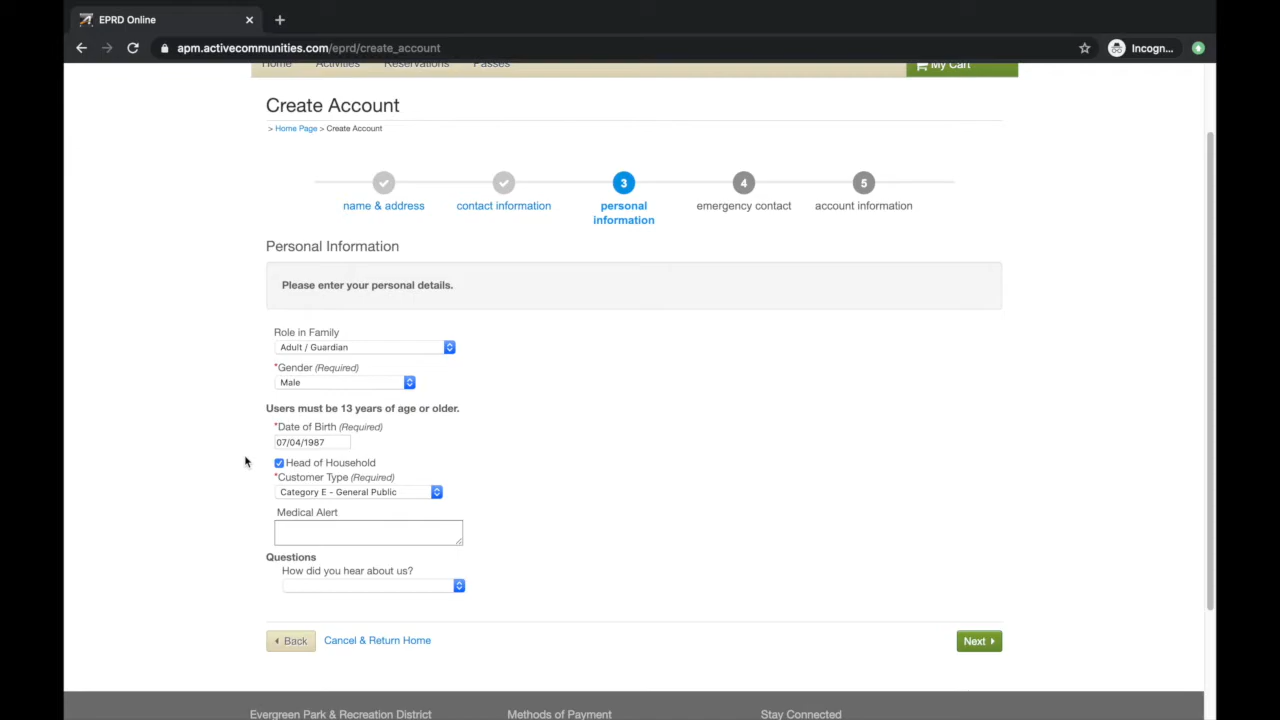 EPRD Online
apm.activecommunities.com/eprd/create_account
Incogn...
Home Activities Reservations Passes
My Cart
Create Account
> Home Page > Create Account
3 4 5
name & address contact information personal information emergency contact account information
Personal Information
Please enter your personal details.
Role in Family
Adult / Guardian
*Gender (Required)
Male
Users must be 13 years of age or older.
*Date of Birth (Required)
07/04/1987
Head of Household
*Customer Type (Required)
Category E - General Public
Medical Alert
Questions
How did you hear about us?
Back Cancel & Return Home Next
Evergreen Park & Recreation District Methods of Payment Stay Connected